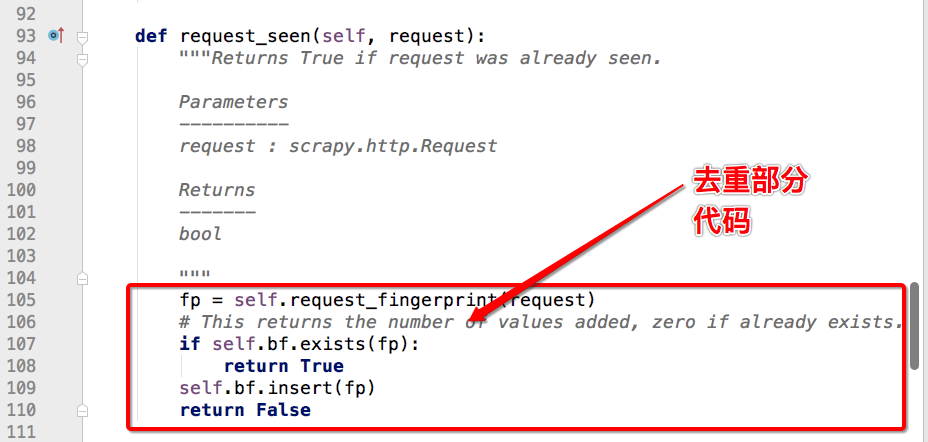 92
93 def request_seen(self, request):
94 """Returns True if request was already seen.
95
96 Parameters
97 ----------
98 request : scrapy.http.Request
99
100 Returns
101 -------
102 bool
103
104 """
105 fp = self.request_fingerprint(request)
106 # This returns the number of values added, zero if already exists.
107 if self.bf.exists(fp):
108 return True
109 self.bf.insert(fp)
110 return False
111
去重部分
代码